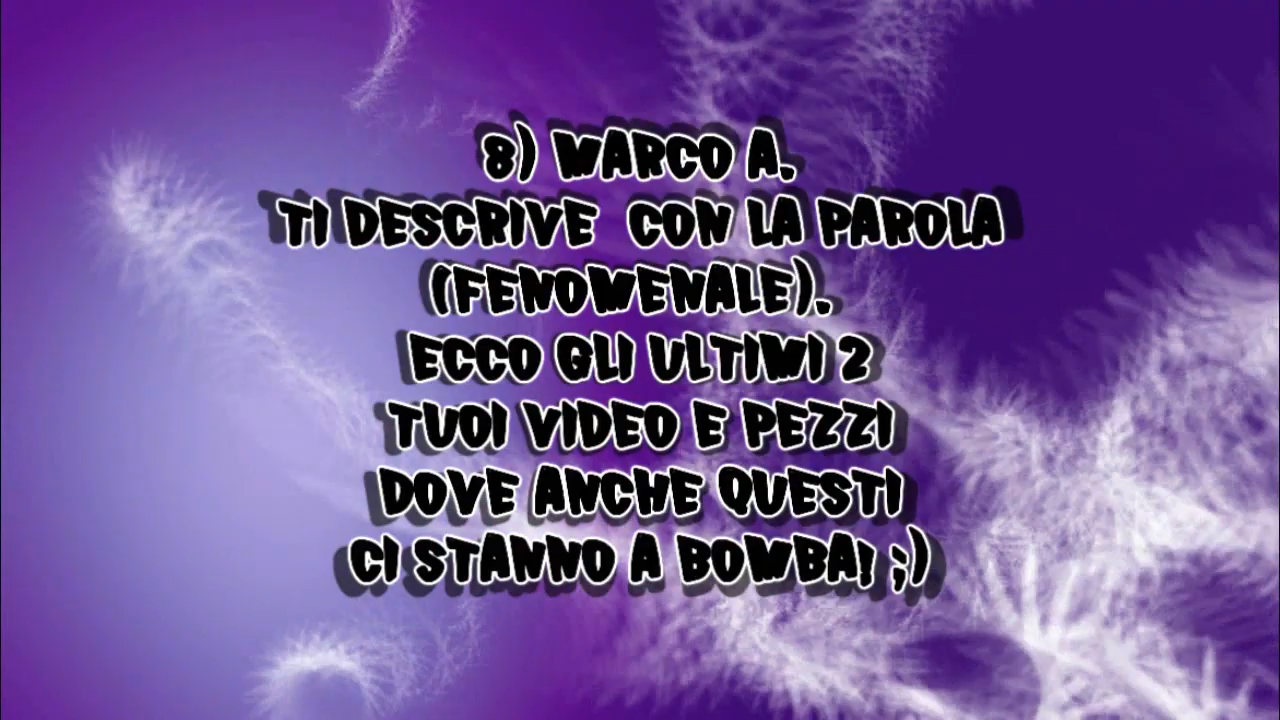 8) MARCO A.
TI DESCRIVE CON LA PAROLA
(FENOMENALE).
ECCO GLI ULTIMI 2
TUOI VIDEO E PEZZI
DOVE ANCHE QUESTI
CI STANNO A BOMBA! ;)